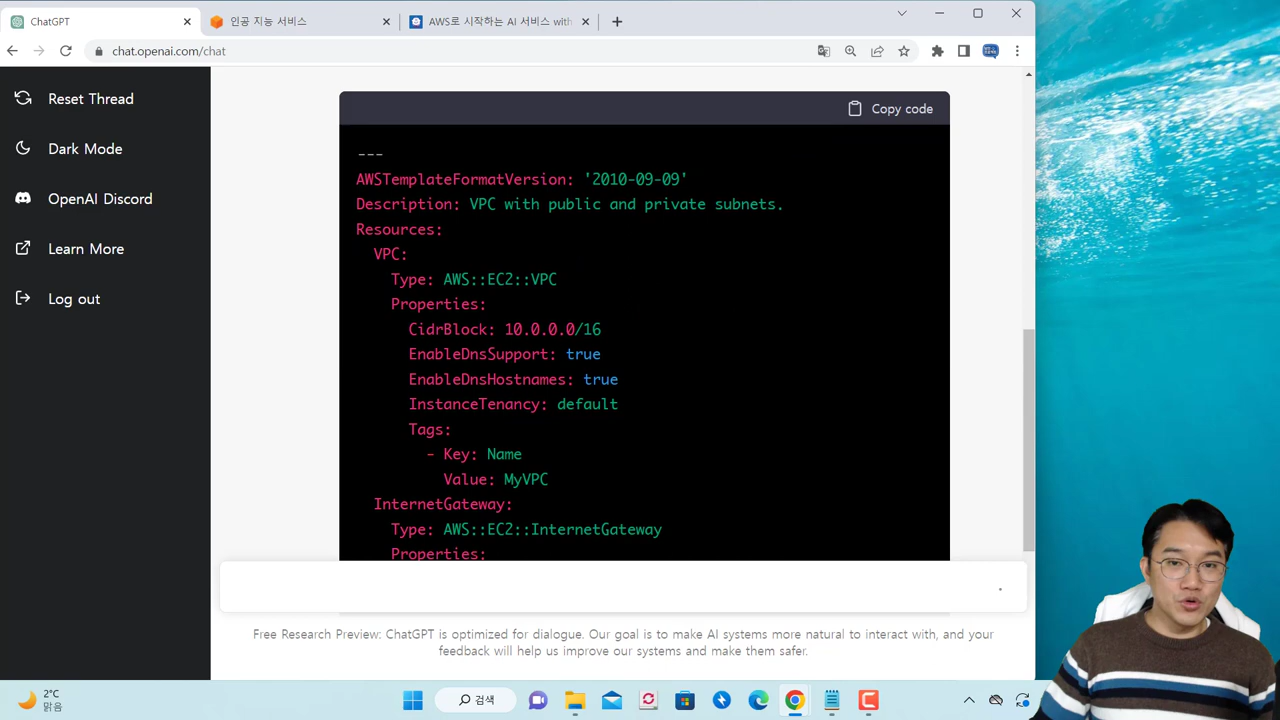 ChatGPT
인공 지능 서비스
AWS로 시작하는 AI 서비스 with
chat.openai.com/chat
Reset Thread
Dark Mode
OpenAI Discord
Learn More
Log out
Copy code
---
AWSTemplateFormatVersion: '2010-09-09'
Description: VPC with public and private subnets.
Resources:
VPC:
Type: AWS::EC2::VPC
Properties:
CidrBlock: 10.0.0.0/16
EnableDnsSupport: true
EnableDnsHostnames: true
InstanceTenancy: default
Tags:
- Key: Name
Value: MyVPC
InternetGateway:
Type: AWS::EC2::InternetGateway
Properties:
Free Research Preview: ChatGPT is optimized for dialogue. Our goal is to make AI systems more natural to interact with, and your
feedback will help us improve our systems and make them safer.
2°C
맑음
검색